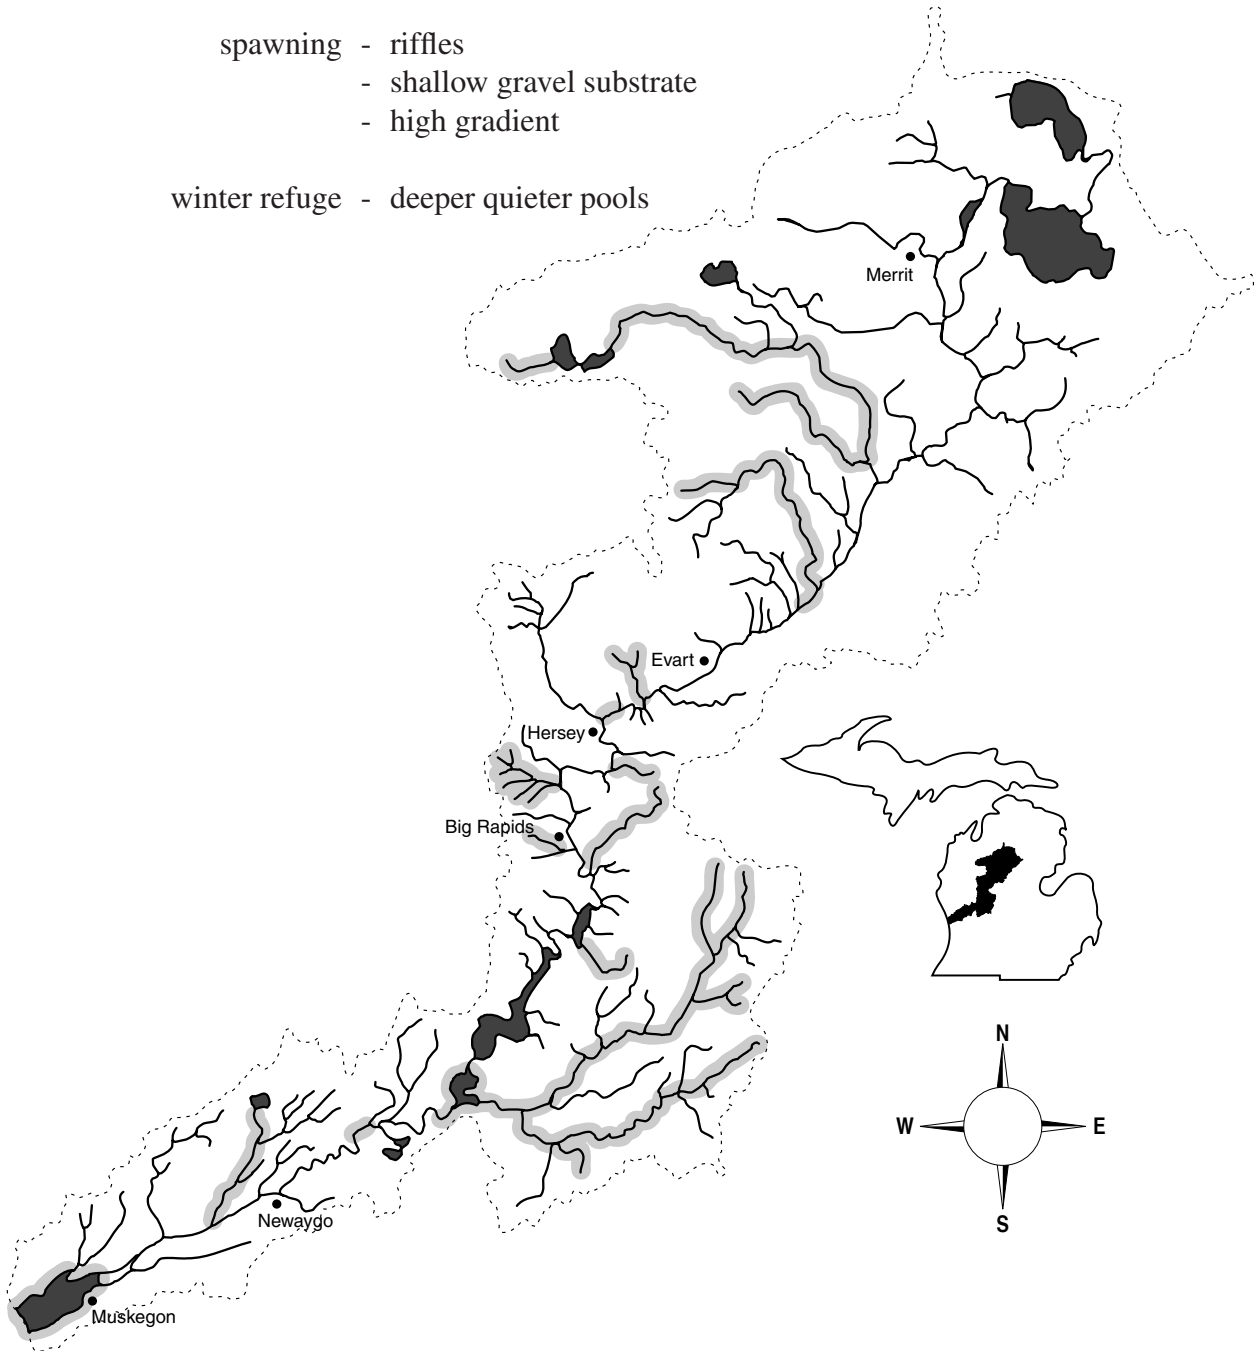 spawning - riffles
- shallow gravel substrate
- high gradient
winter refuge - deeper quieter pools
Merrit
Evart
Hersey
Big Rapids
N
W E
S
Newaygo
Muskegon